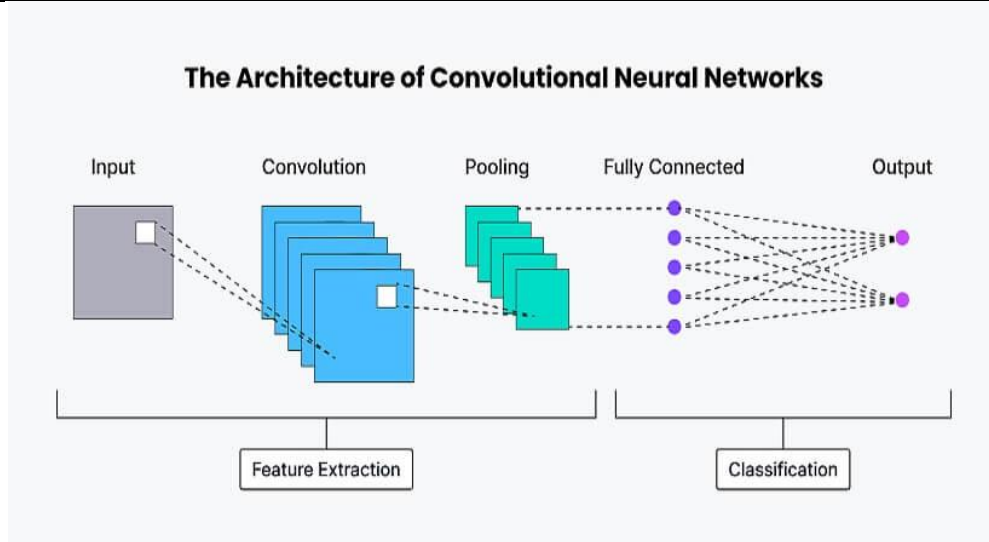 The Architecture of Convolutional Neural Networks
Input
Convolution
Pooling
Fully Connected
Output
Feature Extraction
Classification